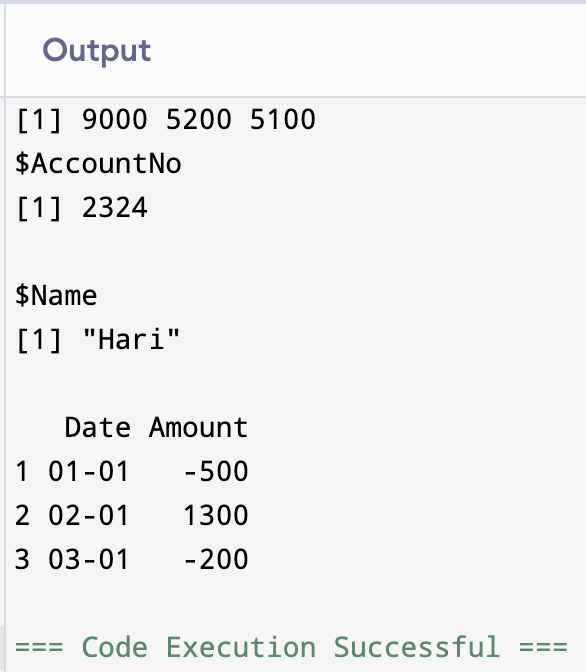 Output
[1] 9000 5200 5100
$AccountNo
[1] 2324
$Name
[1] "Hari"
Date Amount
1 01-01 -500
2 02-01 1300
3 03-01 -200
=== Code Execution Successful ===